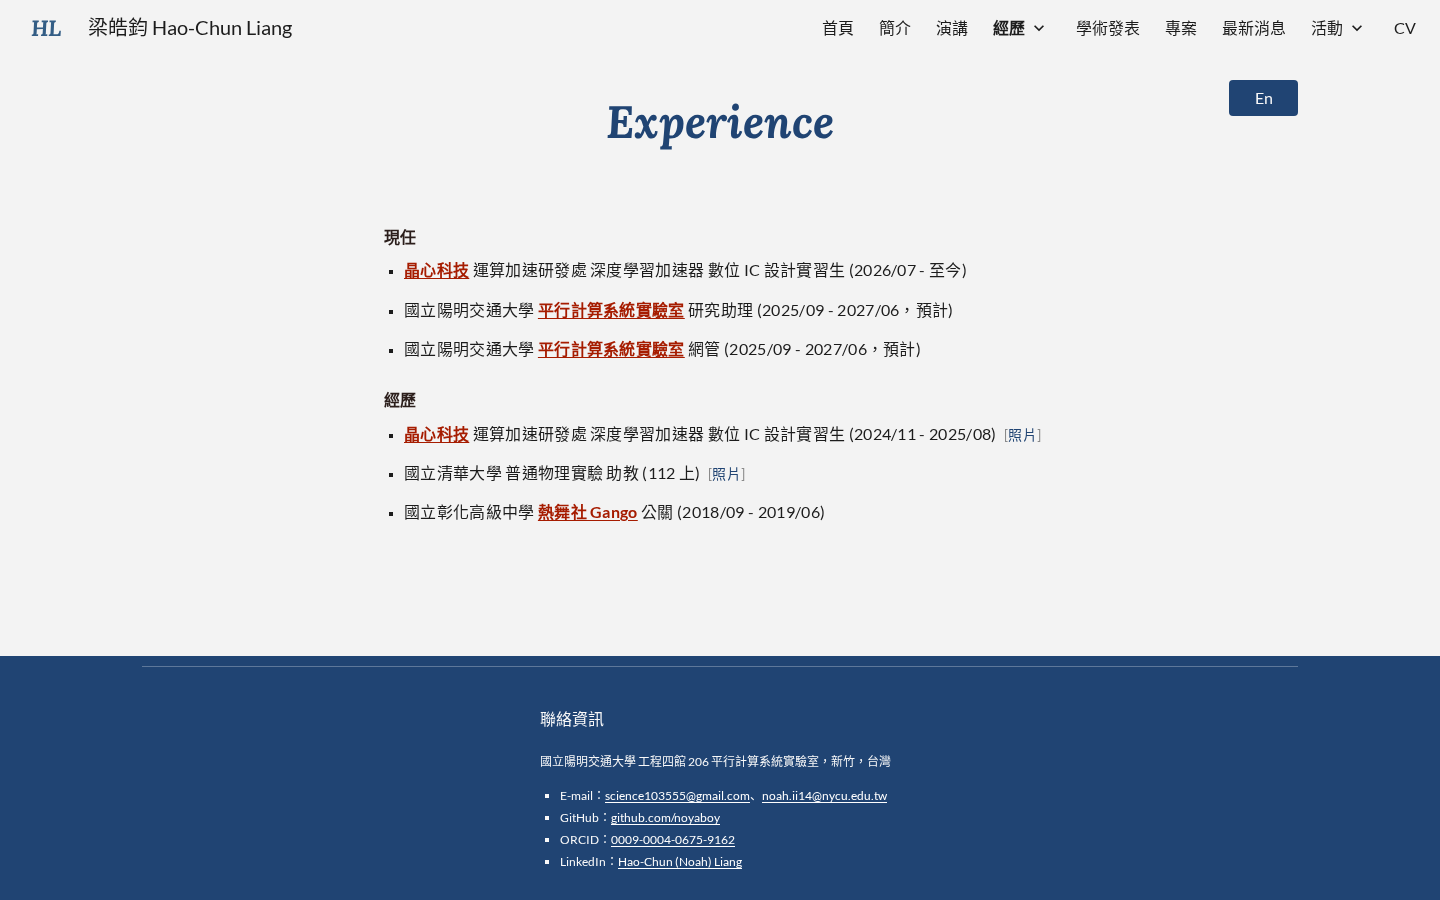 HL 梁皓鈞 Hao-Chun Liang 首頁 簡介 演講 經歷 學術發表 專案 最新消息 活動 CV
En
Experience
現任
晶心科技 運算加速研發處 深度學習加速器 數位 IC 設計實習生 (2026/07 - 至今)
國立陽明交通大學 平行計算系統實驗室 研究助理 (2025/09 - 2027/06，預計)
國立陽明交通大學 平行計算系統實驗室 網管 (2025/09 - 2027/06，預計)
經歷
晶心科技 運算加速研發處 深度學習加速器 數位 IC 設計實習生 (2024/11 - 2025/08) [照片]
國立清華大學 普通物理實驗 助教 (112 上) [照片]
國立彰化高級中學 熱舞社 Gango 公關 (2018/09 - 2019/06)
聯絡資訊
國立陽明交通大學 工程四館 206 平行計算系統實驗室，新竹，台灣
E-mail：science103555@gmail.com、noah.ii14@nycu.edu.tw
GitHub：github.com/noyaboy
ORCID：0009-0004-0675-9162
LinkedIn：Hao-Chun (Noah) Liang